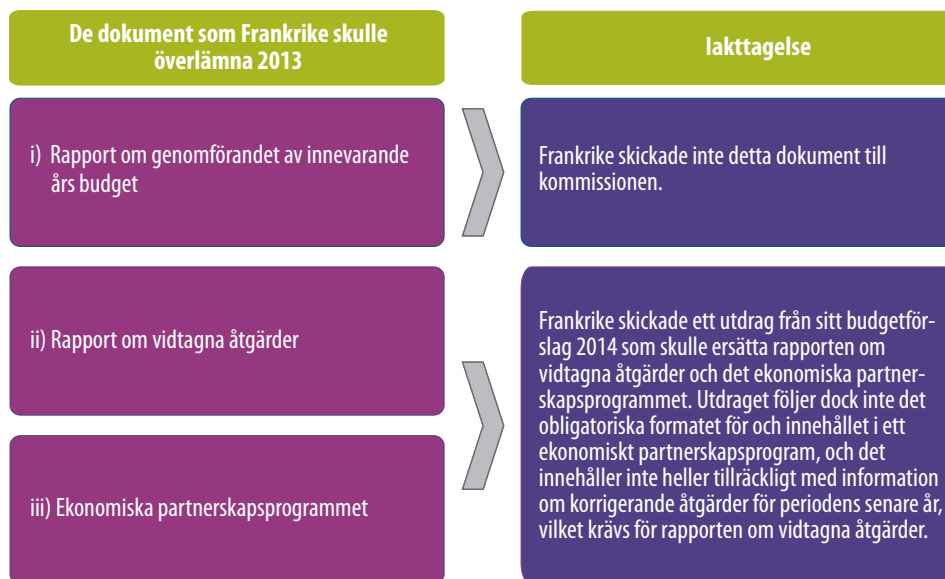 De dokument som Frankrike skulle
överlämna 2013
Iakttagelse
i) Rapport om genomförandet av innevarande
års budget
Frankrike skickade inte detta dokument till
kommissionen.
ii) Rapport om vidtagna åtgärder
iii) Ekonomiska partnerskapsprogrammet
Frankrike skickade ett utdrag från sitt budgetför-
slag 2014 som skulle ersätta rapporten om
vidtagna åtgärder och det ekonomiska partner-
skapsprogrammet. Utdraget följer dock inte det
obligatoriska formatet för och innehållet i ett
ekonomiskt partnerskapsprogram, och det
innehåller inte heller tillräckligt med information
om korrigerande åtgärder för periodens senare år,
vilket krävs för rapporten om vidtagna åtgärder.